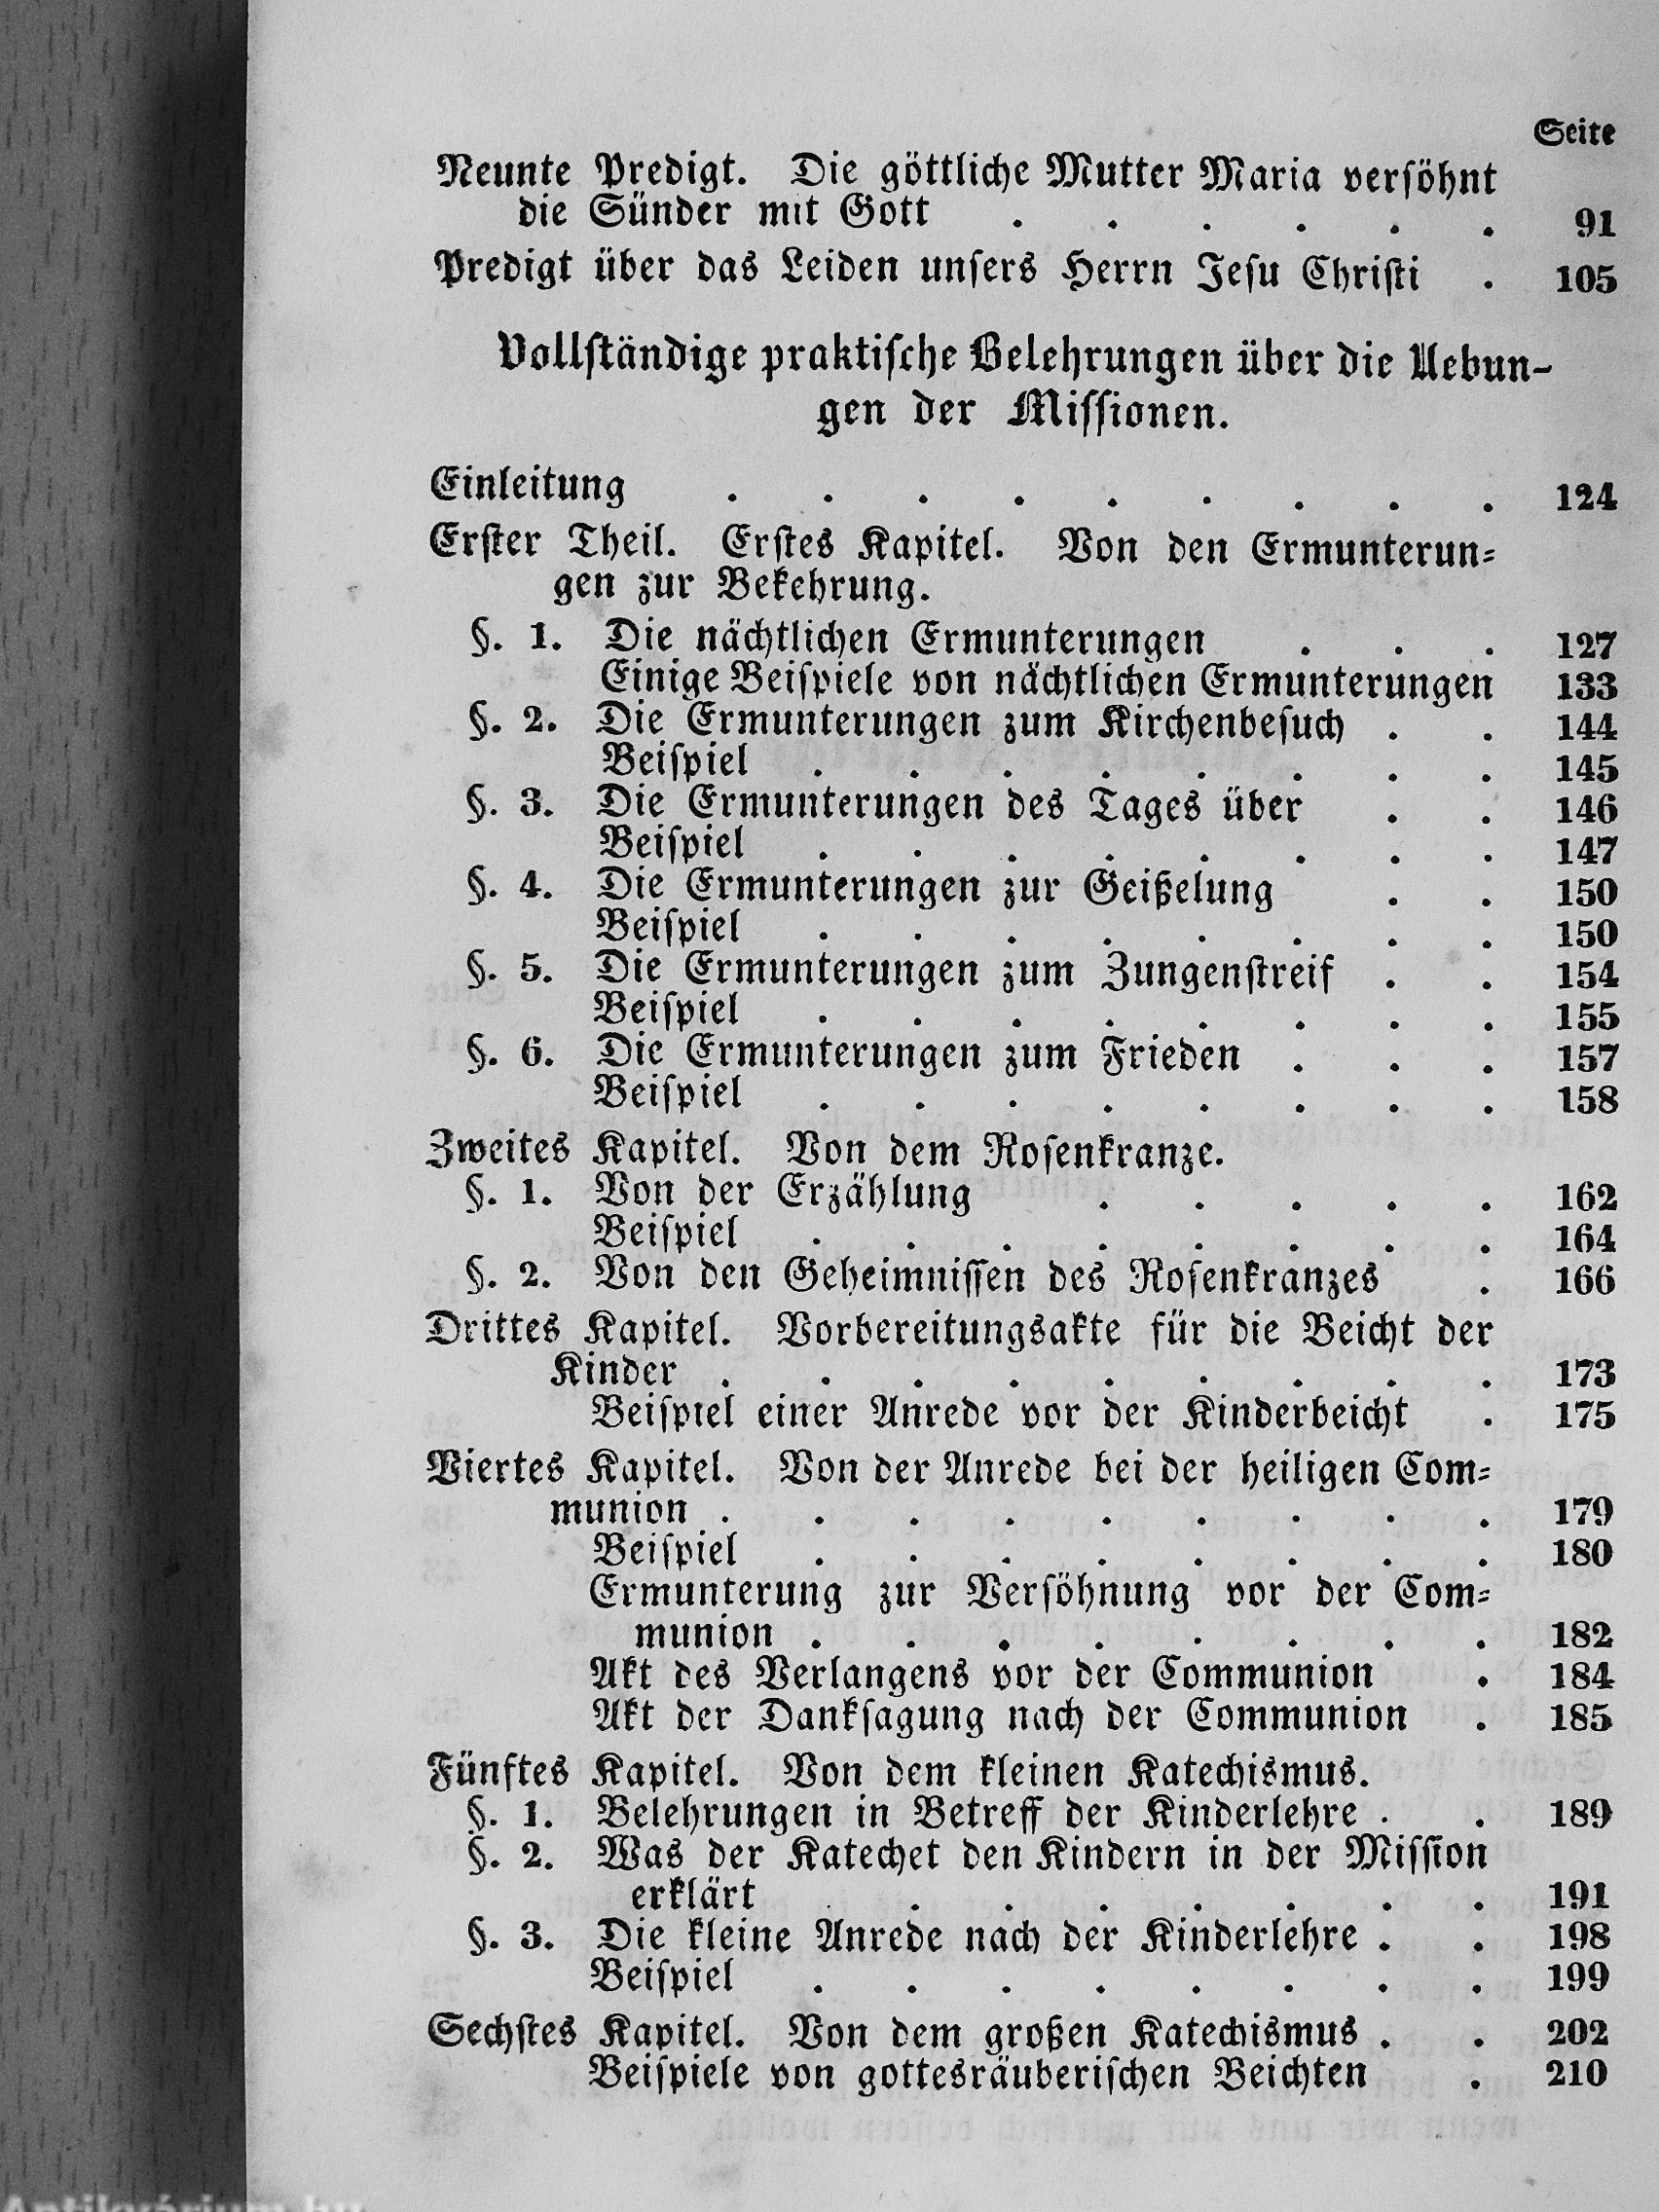 Seite
Neunte Predigt. Die göttliche Mutter Maria versöhnt
die Sünder mit Gott . . . . . . 91
Predigt über das Leiden unsers Herrn Jesu Christi . 105
Vollständige praktische Belehrungen über die Uebun-
gen der Missionen.
Einleitung . . . . . . . . . 124
Erster Theil. Erstes Kapitel. Von den Ermunterun-
gen zur Bekehrung.
§. 1. Die nächtlichen Ermunterungen . . . 127
Einige Beispiele von nächtlichen Ermunterungen 133
§. 2. Die Ermunterungen zum Kirchenbesuch . . 144
Beispiel . . . . . . . . 145
§. 3. Die Ermunterungen des Tages über . . 146
Beispiel . . . . . . . . 147
§. 4. Die Ermunterungen zur Geißelung . . 150
Beispiel . . . . . . . . 150
§. 5. Die Ermunterungen zum Zungenstreif . . 154
Beispiel . . . . . . . . 155
§. 6. Die Ermunterungen zum Frieden . . . 157
Beispiel . . . . . . . . 158
Zweites Kapitel. Von dem Rosenkranze.
§. 1. Von der Erzählung . . . . . 162
Beispiel . . . . . . . . 164
§. 2. Von den Geheimnissen des Rosenkranzes . 166
Drittes Kapitel. Vorbereitungsakte für die Beicht der
Kinder . . . . . . . . . 173
Beispiel einer Anrede vor der Kinderbeicht . 175
Viertes Kapitel. Von der Anrede bei der heiligen Com-
munion . . . . . . . . . 179
Beispiel . . . . . . . . 180
Ermunterung zur Versöhnung vor der Com-
munion . . . . . . . . 182
Akt des Verlangens vor der Communion . 184
Akt der Danksagung nach der Communion . 185
Fünftes Kapitel. Von dem kleinen Katechismus.
§. 1. Belehrungen in Betreff der Kinderlehre . . 189
§. 2. Was der Katechet den Kindern in der Mission
erklärt . . . . . . . . 191
§. 3. Die kleine Anrede nach der Kinderlehre . . 198
Beispiel . . . . . . . . 199
Sechstes Kapitel. Von dem großen Katechismus . . 202
Beispiele von gottesräuberischen Beichten . 210